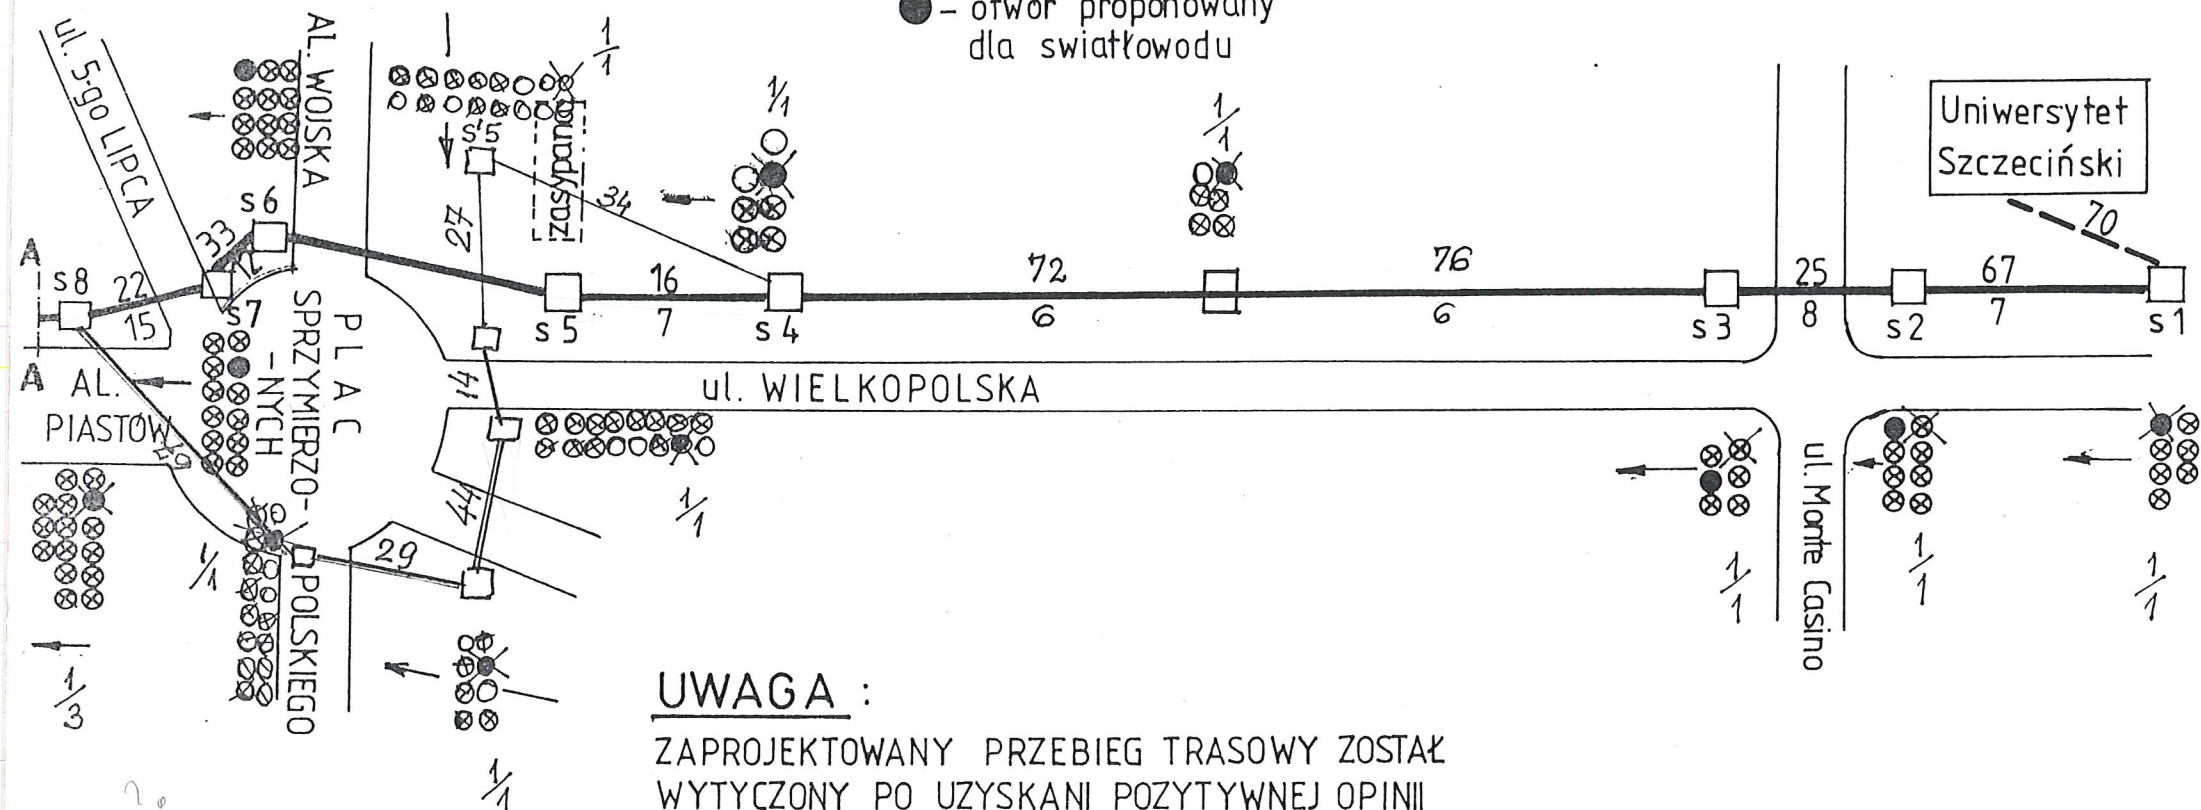 ● – otwór proponowany
dla swiatłowodu
ul. 5-go LIPCA
AL. WOJSKA
1/1
s'5
zasypana
1/1
1/1
Uniwersytet
Szczeciński
70
34
27
s6
33
12
A
s8
22
15
s7
s5
16
7
s4
72
6
76
6
s3
25
8
s2
67
7
s1
A
AL.
PIASTÓW
PLAC
SPRZYMIERZO-
-NYCH
POLSKIEGO
14
ul. WIELKOPOLSKA
44
1/1
29
1/1
1/3
1/1
ul. Monte Casino
1/1
1/1
1/1
UWAGA :
ZAPROJEKTOWANY PRZEBIEG TRASOWY ZOSTAŁ
WYTYCZONY PO UZYSKANI POZYTYWNEJ OPINII